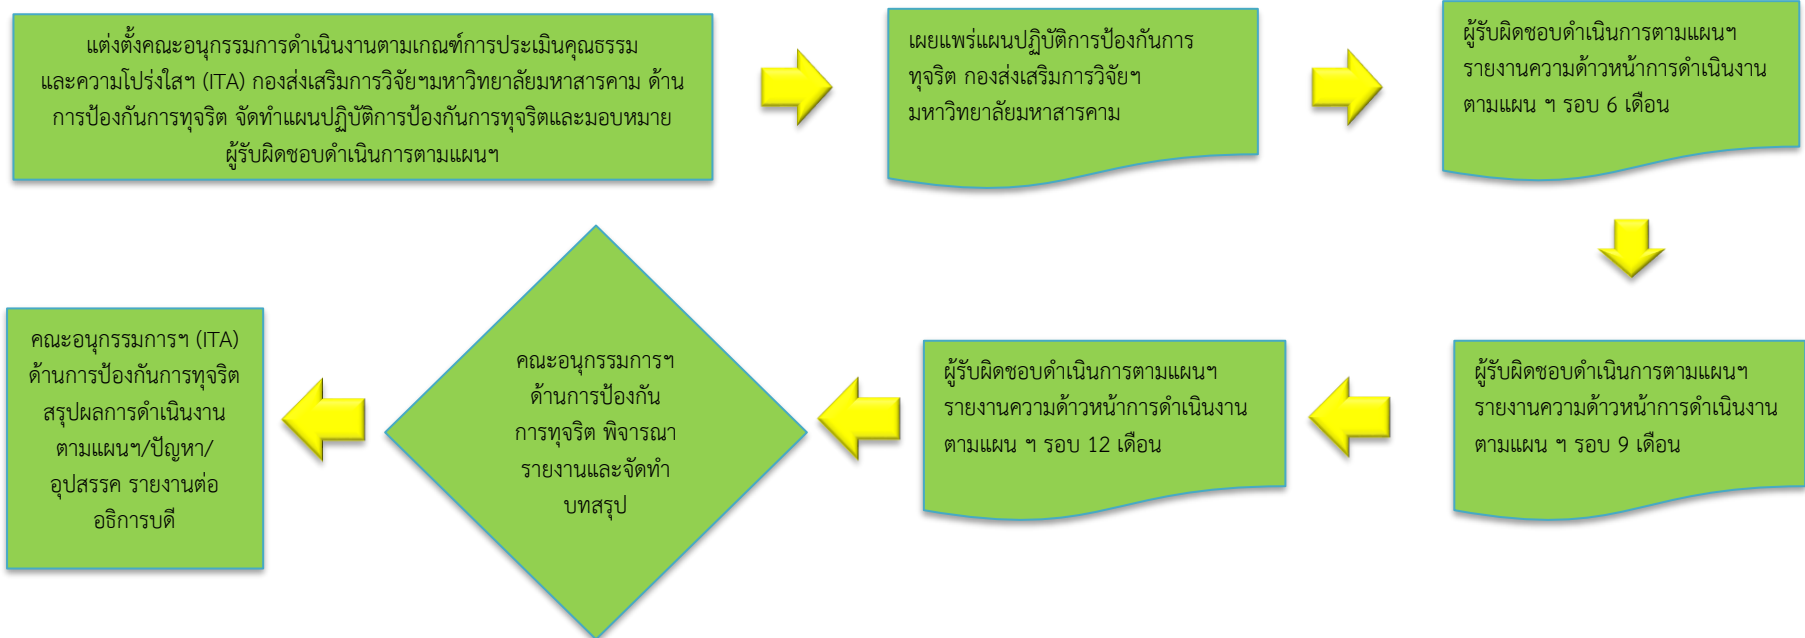 แต่งตั้งคณะอนุกรรมการดำเนินงานตามเกณฑ์การประเมินคุณธรรม
และความโปร่งใสฯ (ITA) กองส่งเสริมการวิจัยฯมหาวิทยาลัยมหาสารคาม ด้าน
การป้องกันการทุจริต จัดทำแผนปฏิบัติการป้องกันการทุจริตและมอบหมาย
ผู้รับผิดชอบดำเนินการตามแผนฯ
เผยแพร่แผนปฏิบัติการป้องกันการ
ทุจริต กองส่งเสริมการวิจัยฯ
มหาวิทยาลัยมหาสารคาม
ผู้รับผิดชอบดำเนินการตามแผนฯ
รายงานความด้าวหน้าการดำเนินงาน
ตามแผน ฯ รอบ 6 เดือน
ผู้รับผิดชอบดำเนินการตามแผนฯ
รายงานความด้าวหน้าการดำเนินงาน
ตามแผน ฯ รอบ 9 เดือน
ผู้รับผิดชอบดำเนินการตามแผนฯ
รายงานความด้าวหน้าการดำเนินงาน
ตามแผน ฯ รอบ 12 เดือน
คณะอนุกรรมการฯ
ด้านการป้องกัน
การทุจริต พิจารณา
รายงานและจัดทำ
บทสรุป
คณะอนุกรรมการฯ (ITA)
ด้านการป้องกันการทุจริต
สรุปผลการดำเนินงาน
ตามแผนฯ/ปัญหา/
อุปสรรค รายงานต่อ
อธิการบดี